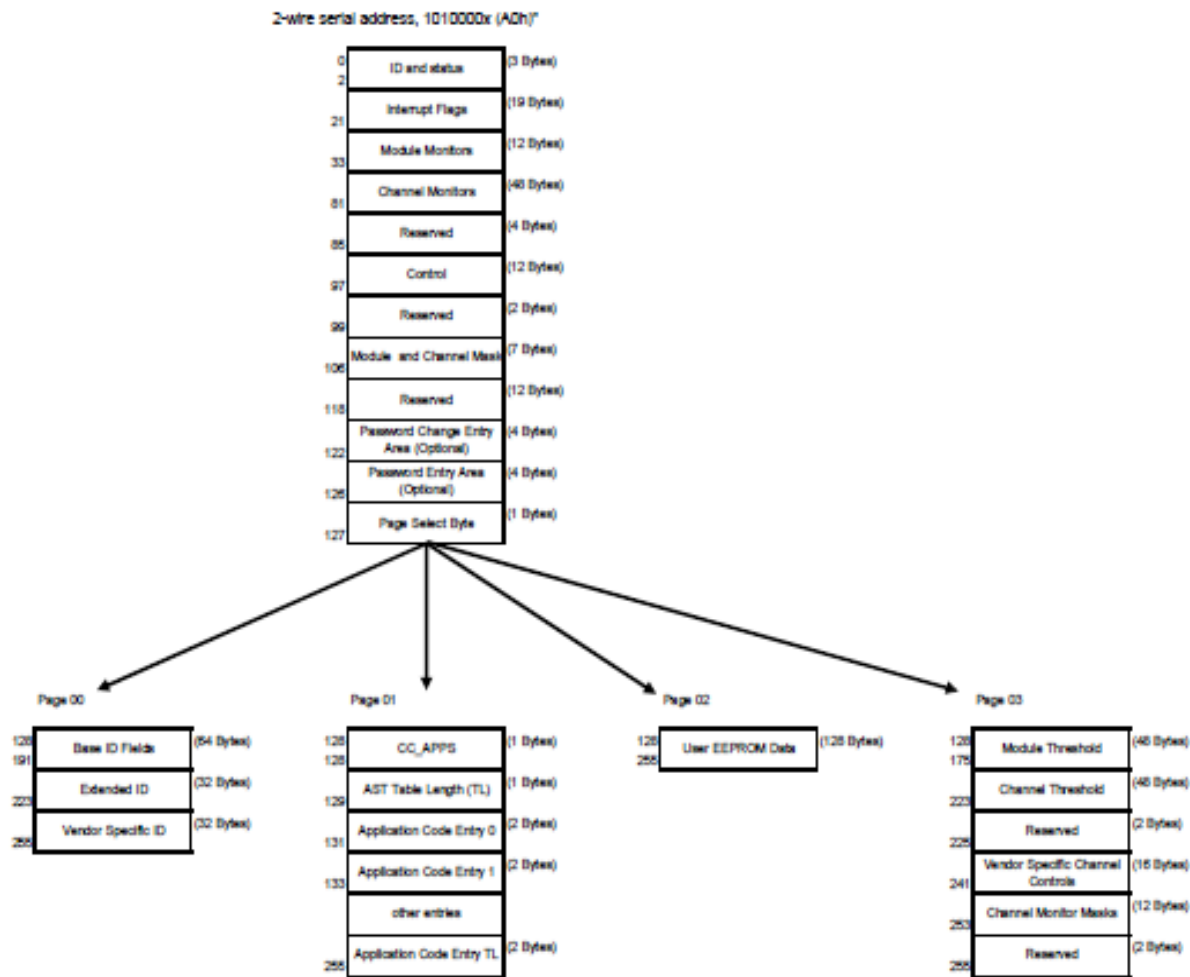 2-wire serial address, 1010000x (A0h)"
0
ID and status
(3 Bytes)
2
Interrupt Flags
(19 Bytes)
21
Module Monitors
(12 Bytes)
33
Channel Monitors
(48 Bytes)
81
Reserved
(4 Bytes)
85
Control
(12 Bytes)
97
Reserved
(2 Bytes)
99
Module and Channel Mask
(7 Bytes)
106
Reserved
(12 Bytes)
118
Password Change Entry
Area (Optional)
(4 Bytes)
122
Password Entry Area
(Optional)
(4 Bytes)
126
Page Select Byte
(1 Bytes)
127
Page 00
128
Base ID Fields
(64 Bytes)
191
Extended ID
(32 Bytes)
223
Vendor Specific ID
(32 Bytes)
255
Page 01
128
CC_APPS
(1 Bytes)
128
AST Table Length (TL)
(1 Bytes)
129
Application Code Entry 0
(2 Bytes)
131
Application Code Entry 1
(2 Bytes)
133
other entries
Application Code Entry TL
(2 Bytes)
255
Page 02
128
User EEPROM Data
(128 Bytes)
255
Page 03
128
Module Threshold
(48 Bytes)
175
Channel Threshold
(48 Bytes)
223
Reserved
(2 Bytes)
225
Vendor Specific Channel
Controls
(16 Bytes)
241
Channel Monitor Masks
(12 Bytes)
253
Reserved
(2 Bytes)
255